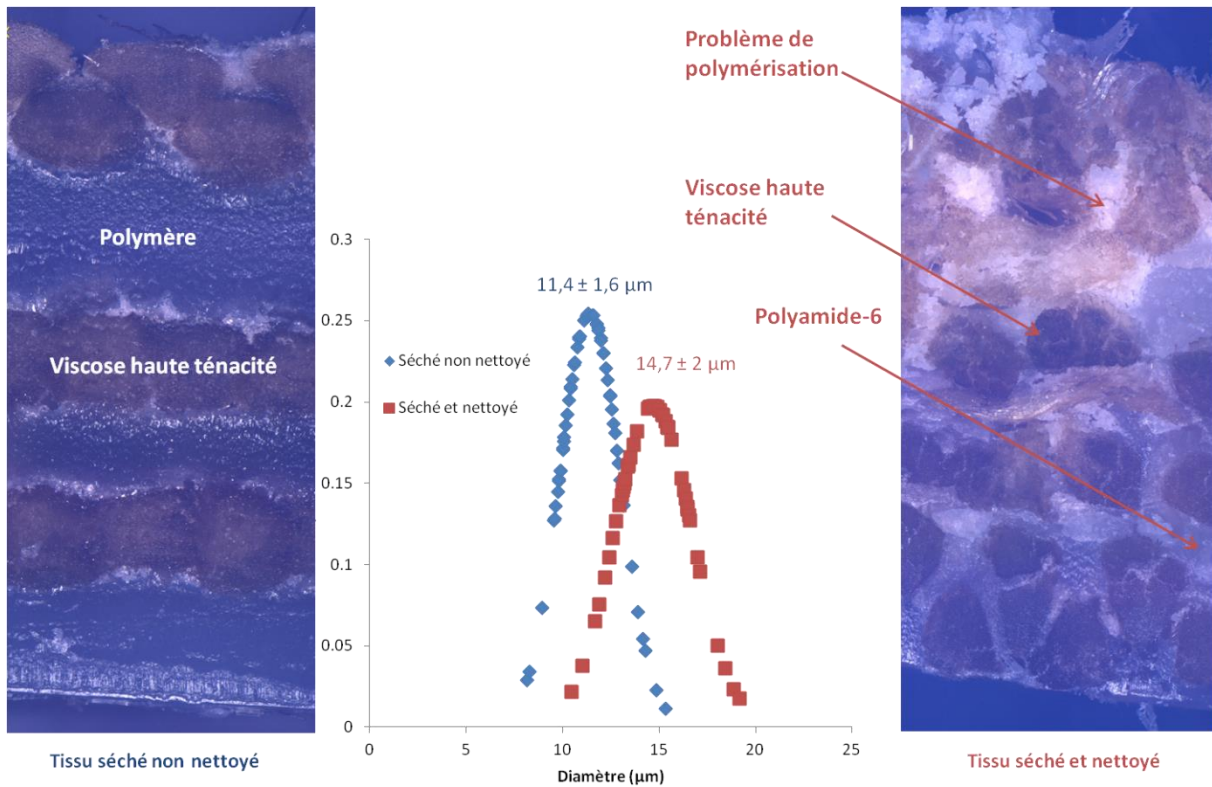 Polymère
Viscose haute ténacité
Tissu séché non nettoyé
0.3
0.25
0.2
0.15
0.1
0.05
0
0 5 10 15 20 25
Diamètre (µm)
11,4 ± 1,6 µm
14,7 ± 2 µm
Séché non nettoyé
Séché et nettoyé
Problème de
polymérisation
Viscose haute
ténacité
Polyamide-6
Tissu séché et nettoyé